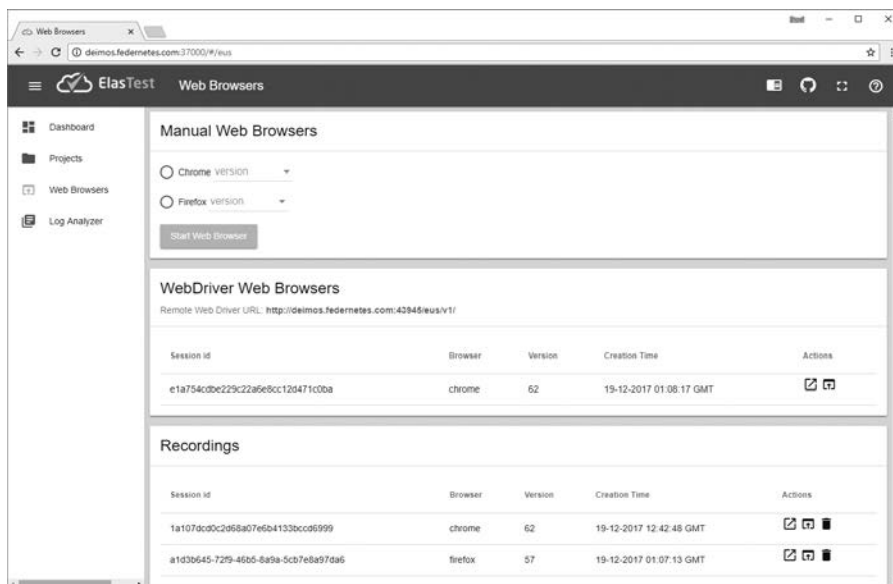 Web Browsers
deimos.federnetes.com:37000/#/eus
ElasTest Web Browsers
Dashboard
Projects
Web Browsers
Log Analyzer
Manual Web Browsers
Chrome version
Firefox version
Start Web Browser
WebDriver Web Browsers
Remote Web Driver URL: http://deimos.federnetes.com:43945/eus/v1/
Session id Browser Version Creation Time Actions
e1a754cdbe229c22a6e8cc12d471c0ba chrome 62 19-12-2017 01:08:17 GMT
Recordings
Session id Browser Version Creation Time Actions
1a107dcd0c2d68a07e6b4133bccd6999 chrome 62 19-12-2017 12:42:48 GMT
a1d3b645-72f9-46b5-8a9a-5cb7e8a97da6 firefox 57 19-12-2017 01:07:13 GMT